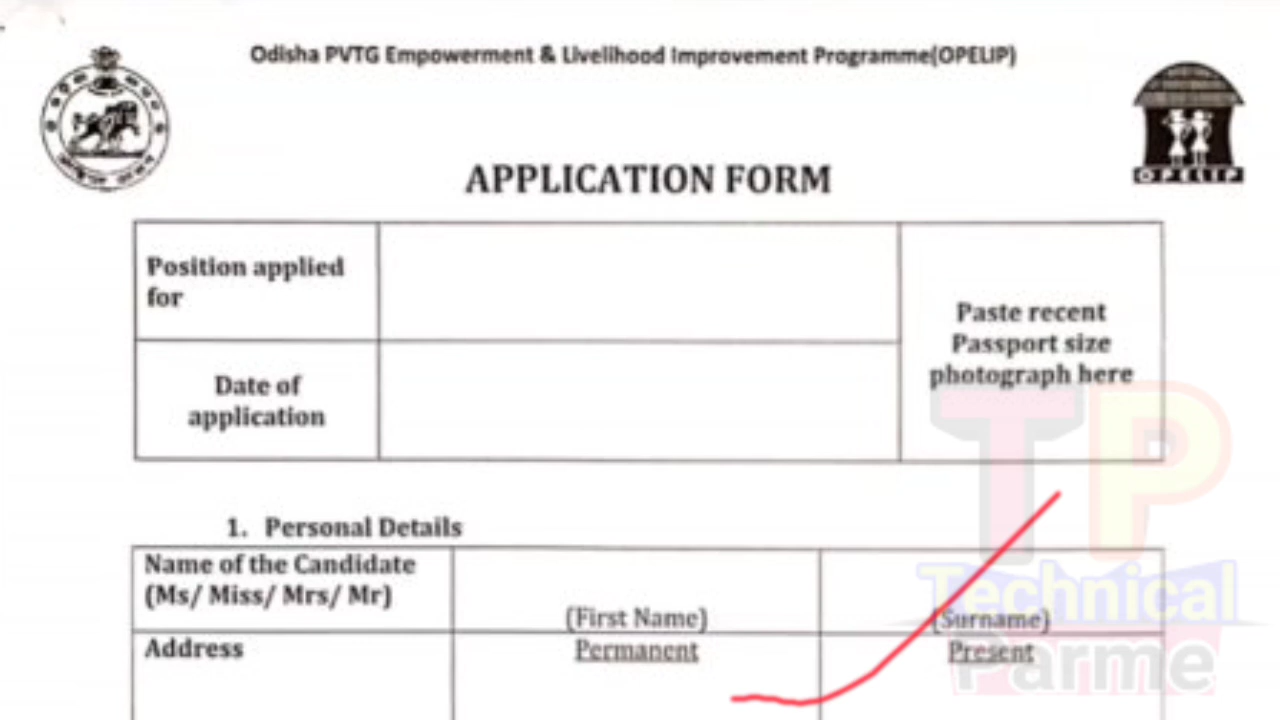 Odisha PVTG Empowerment & Livelihood Improvement Programme(OPELIP)
OPELIP
APPLICATION FORM
Position applied
for
Paste recent
Passport size
photograph here
Date of
application
1. Personal Details
Name of the Candidate
(Ms/ Miss/ Mrs/ Mr)
(First Name)
(Surname)
Address
Permanent
Present
TP
Technical
Parme